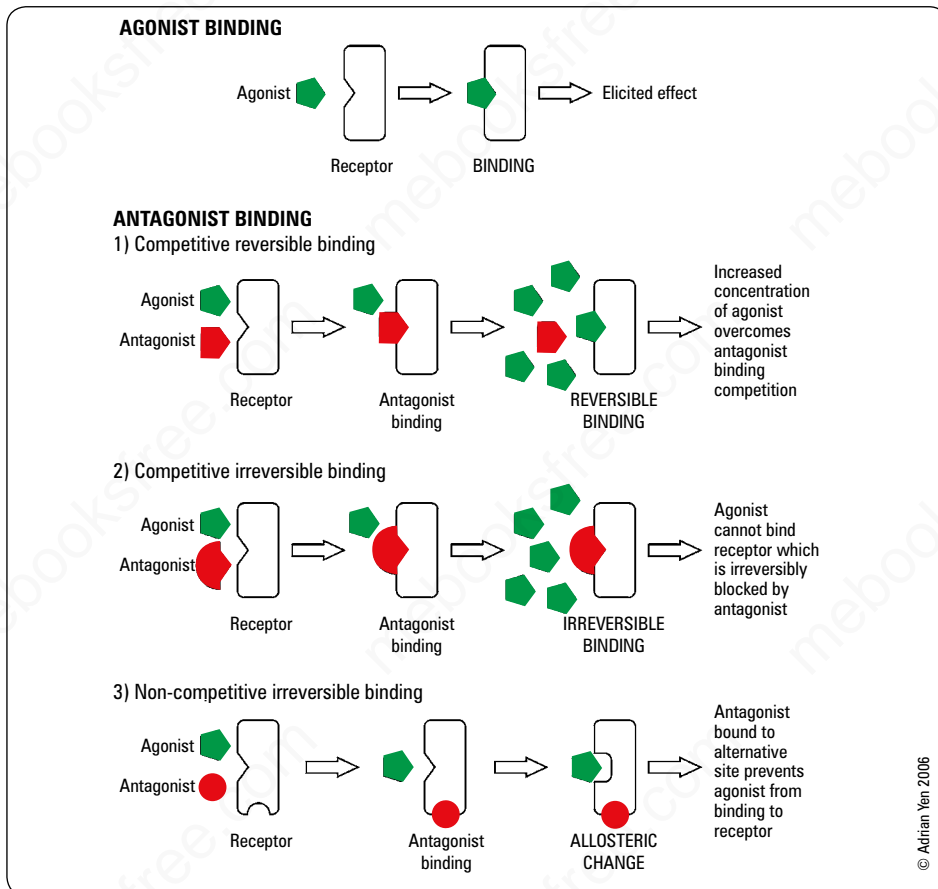 AGONIST BINDING
Agonist
Elicited effect
Receptor
BINDING
ANTAGONIST BINDING
1) Competitive reversible binding
Agonist
Antagonist
Receptor
Antagonist
binding
REVERSIBLE
BINDING
Increased
concentration
of agonist
overcomes
antagonist
binding
competition
2) Competitive irreversible binding
Agonist
Antagonist
Receptor
Antagonist
binding
IRREVERSIBLE
BINDING
Agonist
cannot bind
receptor which
is irreversibly
blocked by
antagonist
3) Non-competitive irreversible binding
Agonist
Antagonist
Receptor
Antagonist
binding
ALLOSTERIC
CHANGE
Antagonist
bound to
alternative
site prevents
agonist from
binding to
receptor
© Adrian Yen 2006
mebooksfree.com